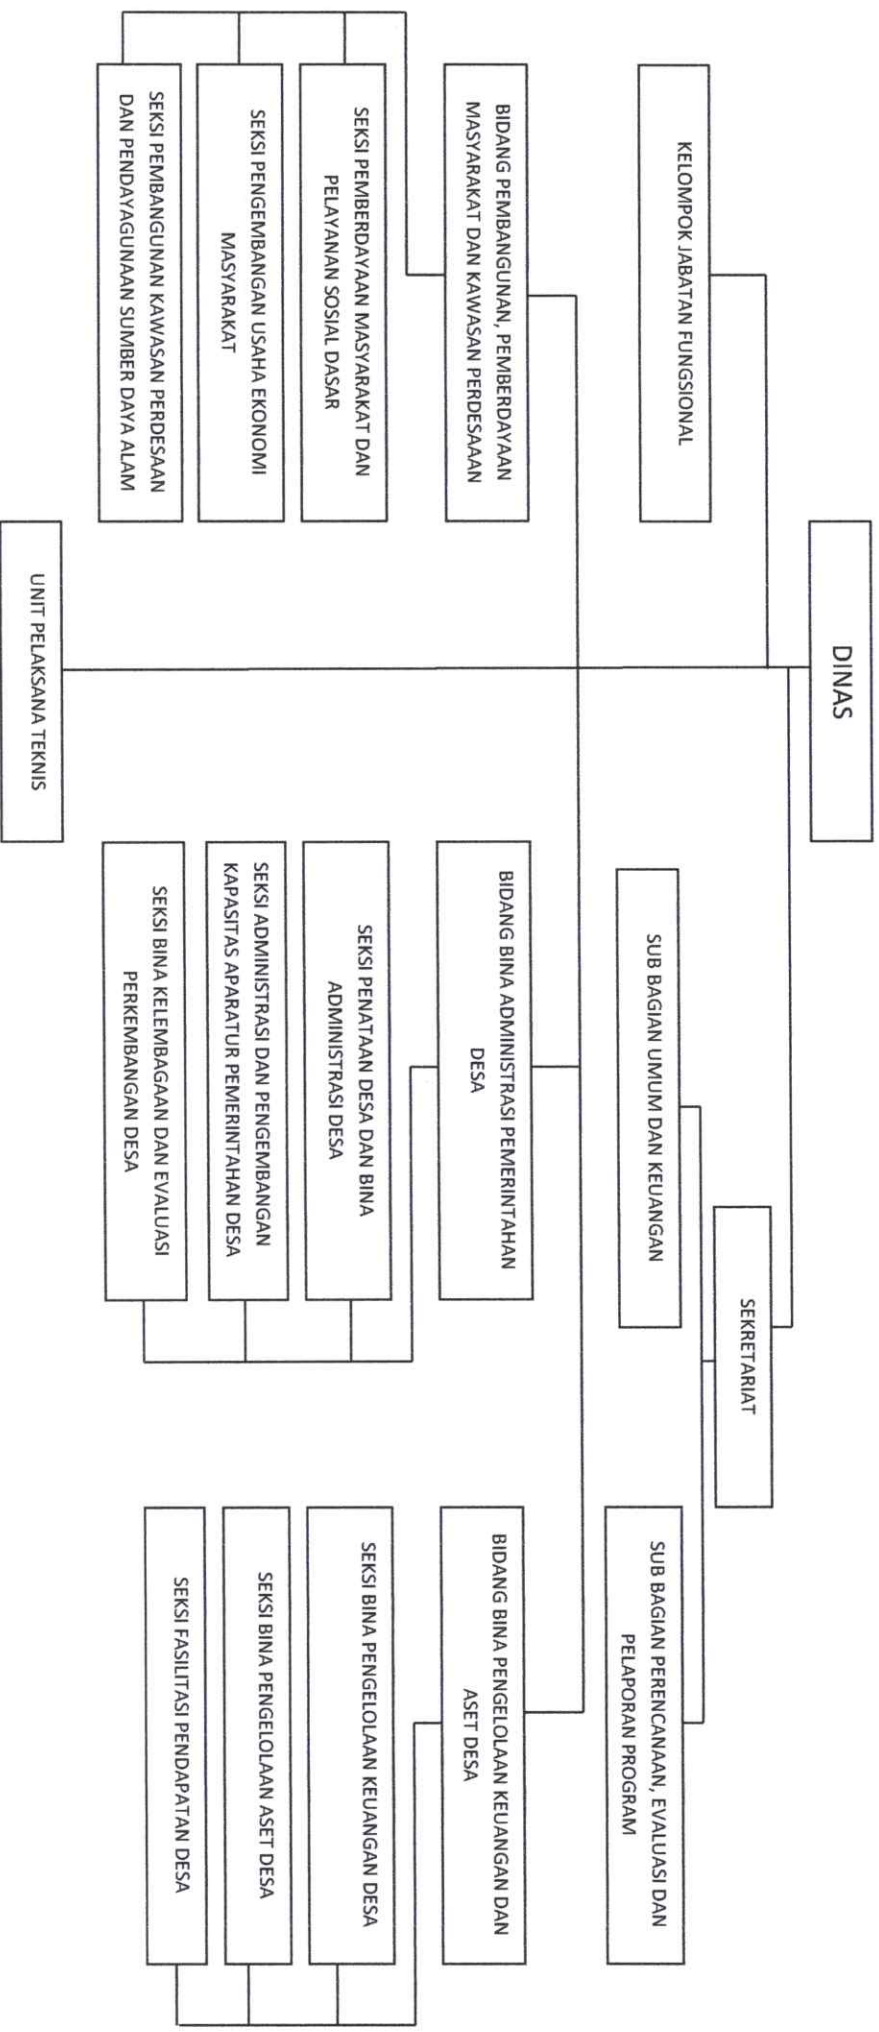 DINAS
SEKRETARIAT
KELOMPOK JABATAN FUNGSIONAL
SUB BAGIAN UMUM DAN KEUANGAN
SUB BAGIAN PERENCANAAN, EVALUASI DAN
PELAPORAN PROGRAM
BIDANG PEMBANGUNAN, PEMBERDAYAAN
MASYARAKAT DAN KAWASAN PERDESAAAN
SEKSI PEMBERDAYAAN MASYARAKAT DAN
PELAYANAN SOSIAL DASAR
SEKSI PENGEMBANGAN USAHA EKONOMI
MASYARAKAT
SEKSI PEMBANGUNAN KAWASAN PERDESAAN
DAN PENDAYAGUNAAN SUMBER DAYA ALAM
BIDANG BINA ADMINISTRASI PEMERINTAHAN
DESA
SEKSI PENATAAN DESA DAN BINA
ADMINISTRASI DESA
SEKSI ADMINISTRASI DAN PENGEMBANGAN
KAPASITAS APARATUR PEMERINTAHAN DESA
SEKSI BINA KELEMBAGAAN DAN EVALUASI
PERKEMBANGAN DESA
BIDANG BINA PENGELOLAAN KEUANGAN DAN
ASET DESA
SEKSI BINA PENGELOLAAN KEUANGAN DESA
SEKSI BINA PENGELOLAAN ASET DESA
SEKSI FASILITASI PENDAPATAN DESA
UNIT PELAKSANA TEKNIS